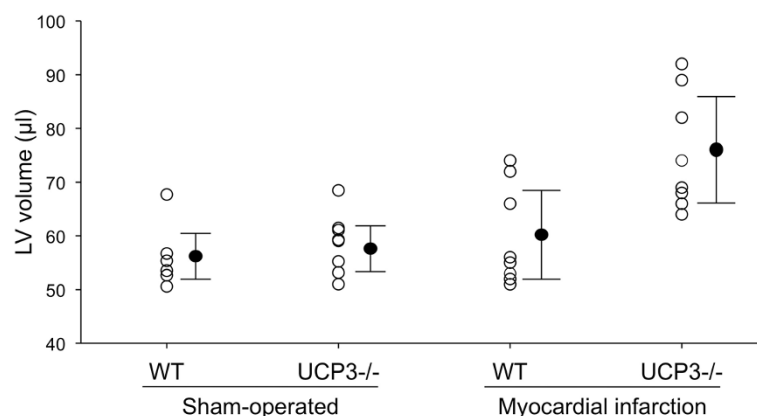 100
90
80
70
60
50
40
LV volume (µl)
WT UCP3-/- WT UCP3-/-
Sham-operated Myocardial infarction